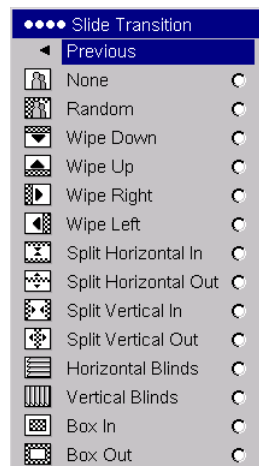 Slide Transition
Previous
None
Random
Wipe Down
Wipe Up
Wipe Right
Wipe Left
Split Horizontal In
Split Horizontal Out
Split Vertical In
Split Vertical Out
Horizontal Blinds
Vertical Blinds
Box In
Box Out